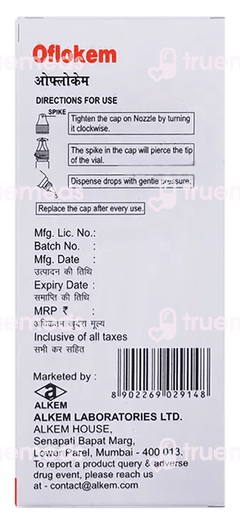 Oflokem
ओफ्लोकेम
DIRECTIONS FOR USE
SPIKE
Tighten the cap on Nozzle by turning
it clockwise.
The spike in the cap will pierce the tip
of the vial.
Dispense drops with gentle pressure.
Replace the cap after every use.
Mfg. Lic. No.:
Batch No. :
Mfg. Date :
उत्पादन की तिथि
Expiry Date :
समाप्ति की तिथि
MRP ₹ :
अधिकतम खुदरा मूल्य
Inclusive of all taxes
सभी कर सहित
Marketed by :
ALKEM
ALKEM LABORATORIES LTD.
ALKEM HOUSE,
Senapati Bapat Marg,
Lower Parel, Mumbai - 400 013.
To report a product query & adverse
drug event, please reach us
at - contact@alkem.com
8 902269 029148
truemeds